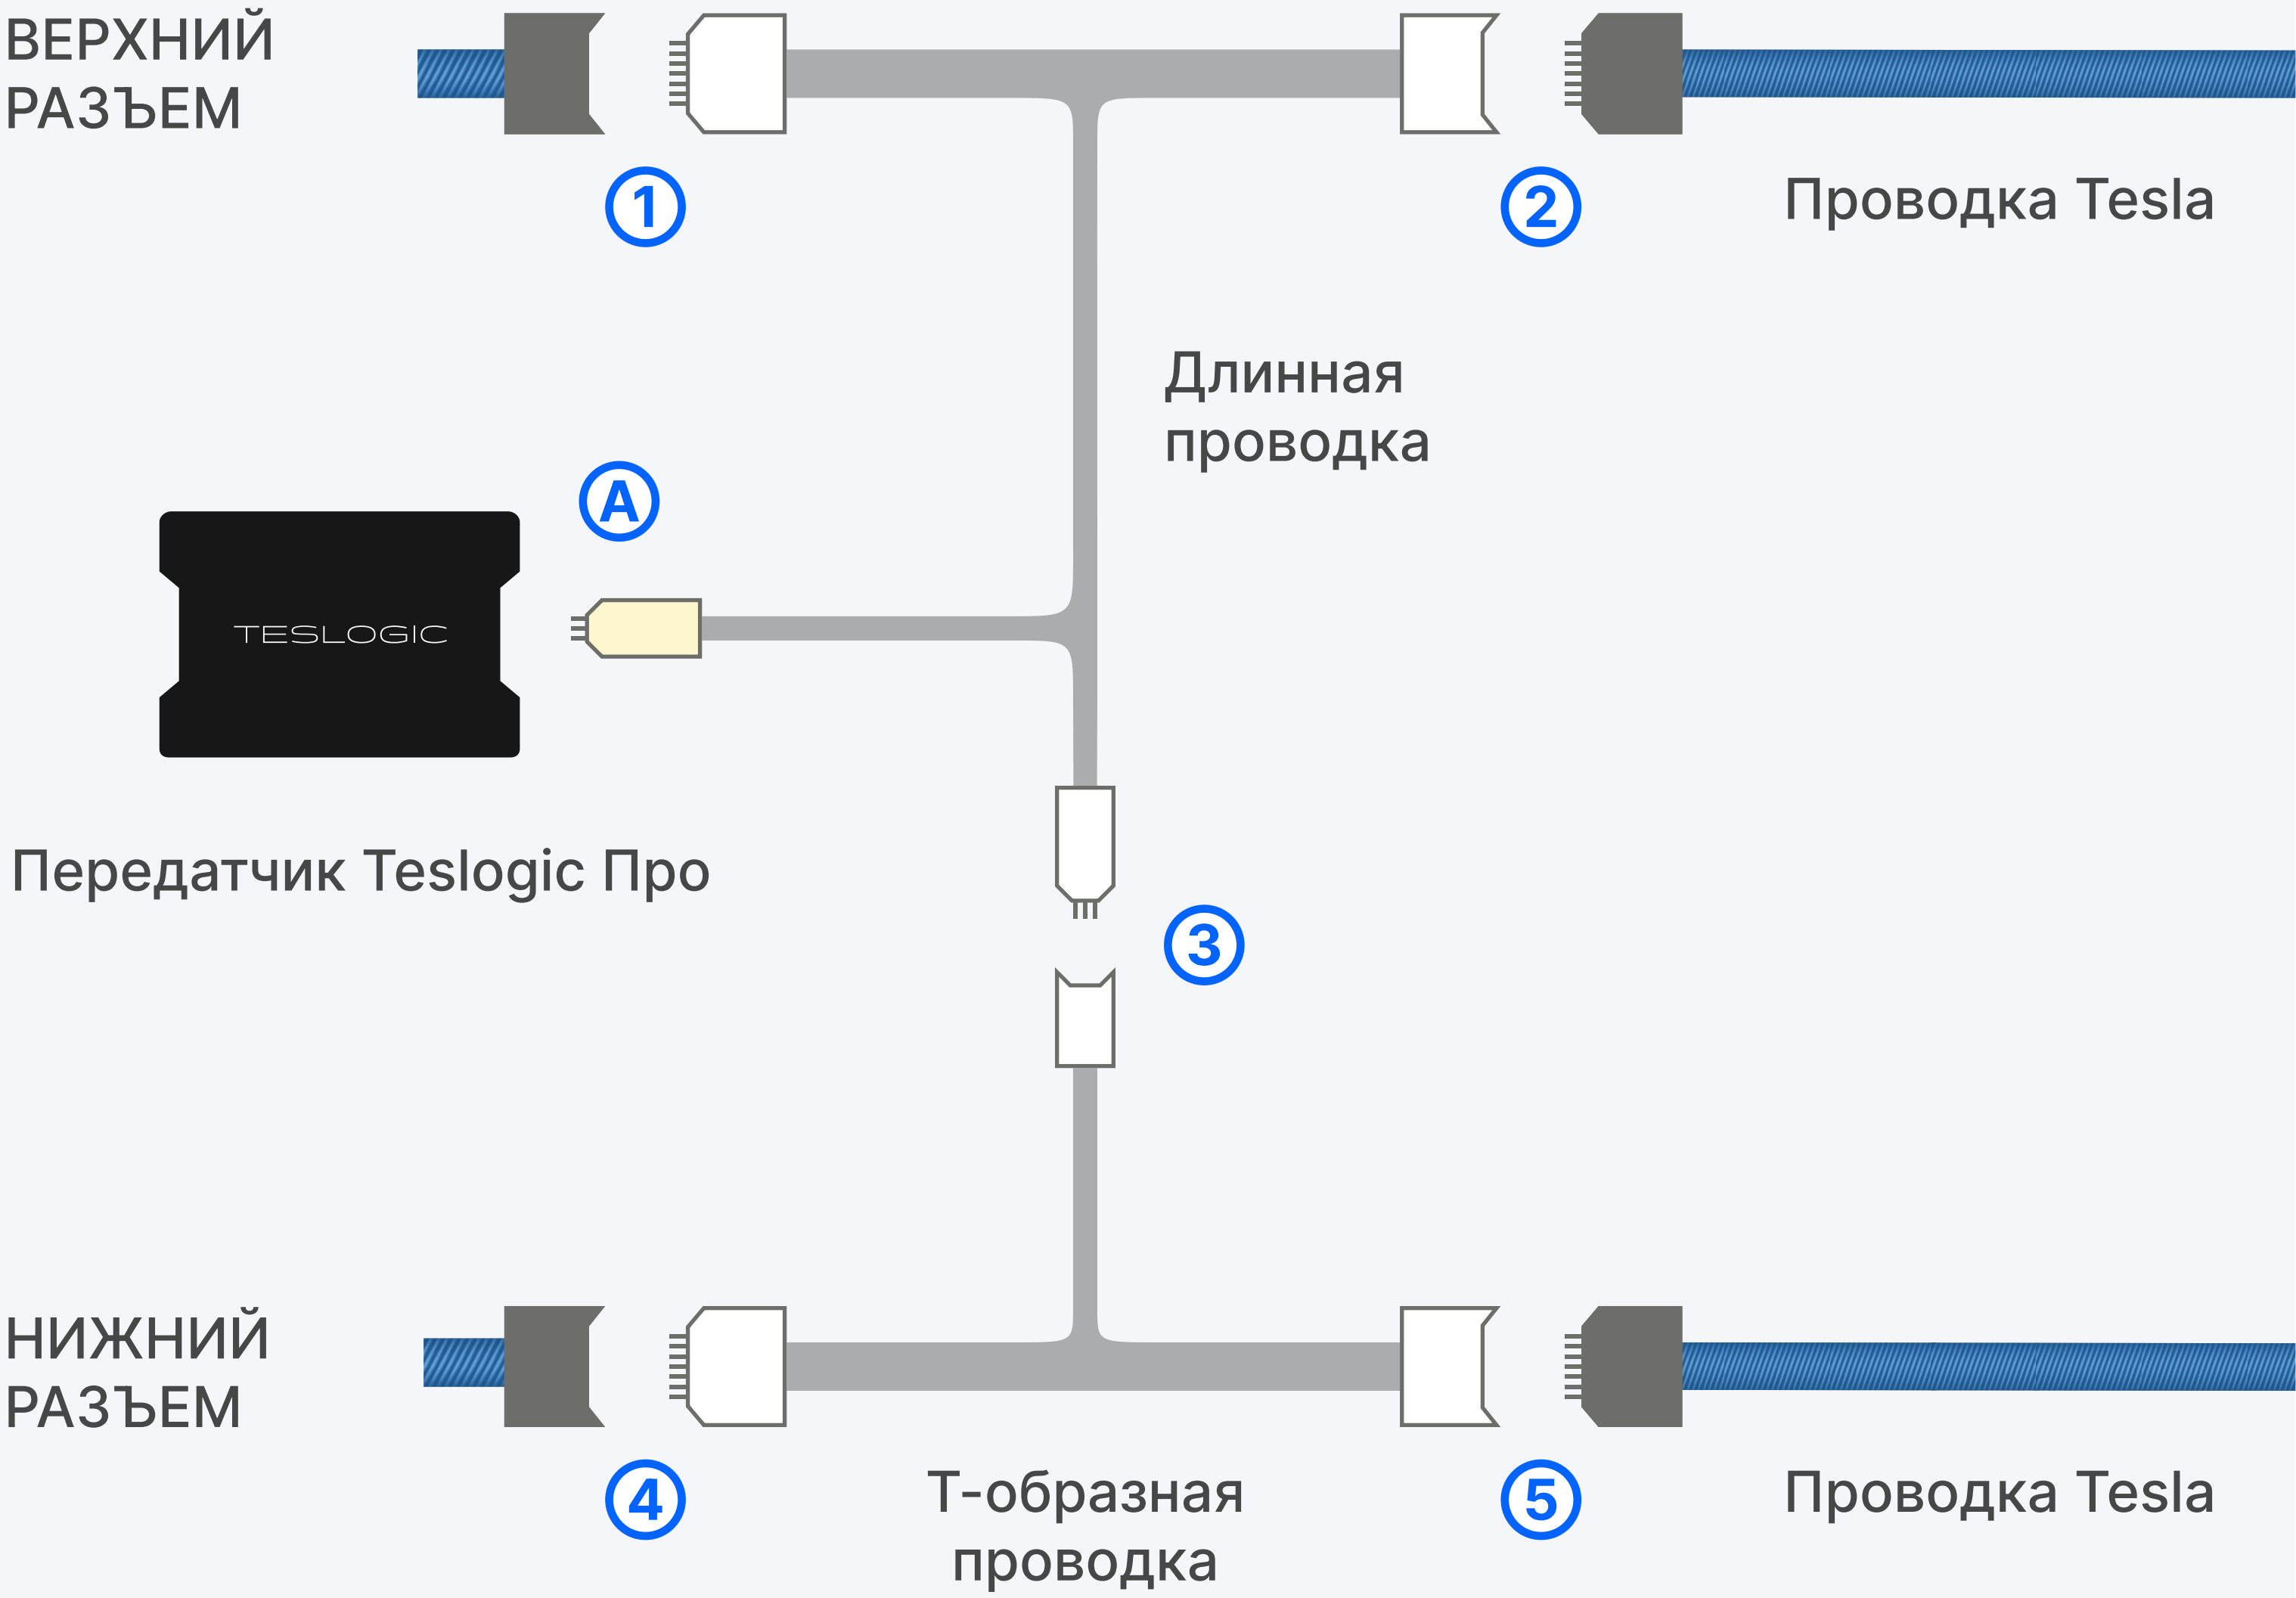 ВЕРХНИЙ
РАЗЪЕМ
1
2
Проводка Tesla
Длинная
проводка
A
TESLOGIC
Передатчик Teslogic Про
3
НИЖНИЙ
РАЗЪЕМ
4
Т-образная
проводка
5
Проводка Tesla